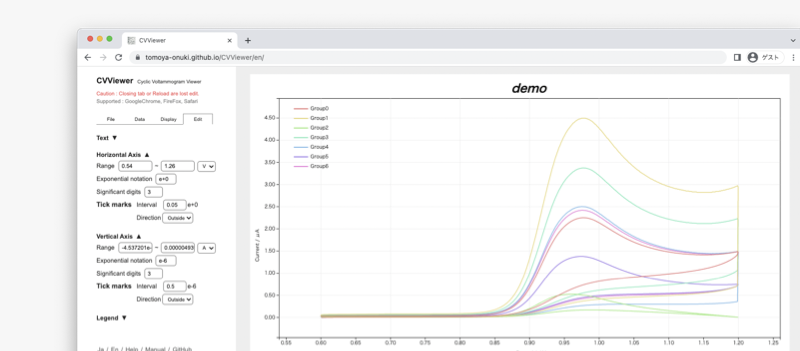 CVViewer
tomoya-onuki.github.io/CVViewer/en/
ゲスト
CVViewer Cyclic Voltammogram Viewer
Caution : Closing tab or Reload are lost edit.
Supported : GoogleChrome, FireFox, Safari
File Data Display Edit
Text ▼
Horizontal Axis ▲
Range 0.54 ~ 1.26 V
Exponential notation e+0
Significant digits 3
Tick marks Interval 0.05 e+0
Direction Outside
Vertical Axis ▲
Range -4.537201e- ~ 0.00000493 A
Exponential notation e-6
Significant digits 3
Tick marks Interval 0.5 e-6
Direction Outside
Legend ▼
Ja / En / Help / Manual / GitHub
demo
Group0
Group1
Group2
Group3
Group4
Group5
Group6
Current / μA
4.50
4.00
3.50
3.00
2.50
2.00
1.50
1.00
0.50
0.00
0.55 0.60 0.65 0.70 0.75 0.80 0.85 0.90 0.95 1.00 1.05 1.10 1.15 1.20 1.25